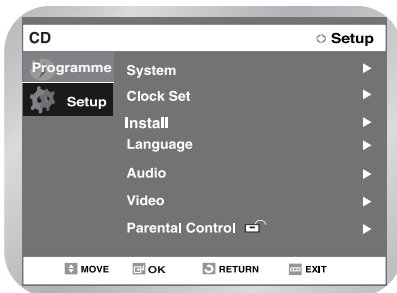 CD Setup
Programme
Setup
System
Clock Set
Install
Language
Audio
Video
Parental Control
MOVE OK RETURN EXIT